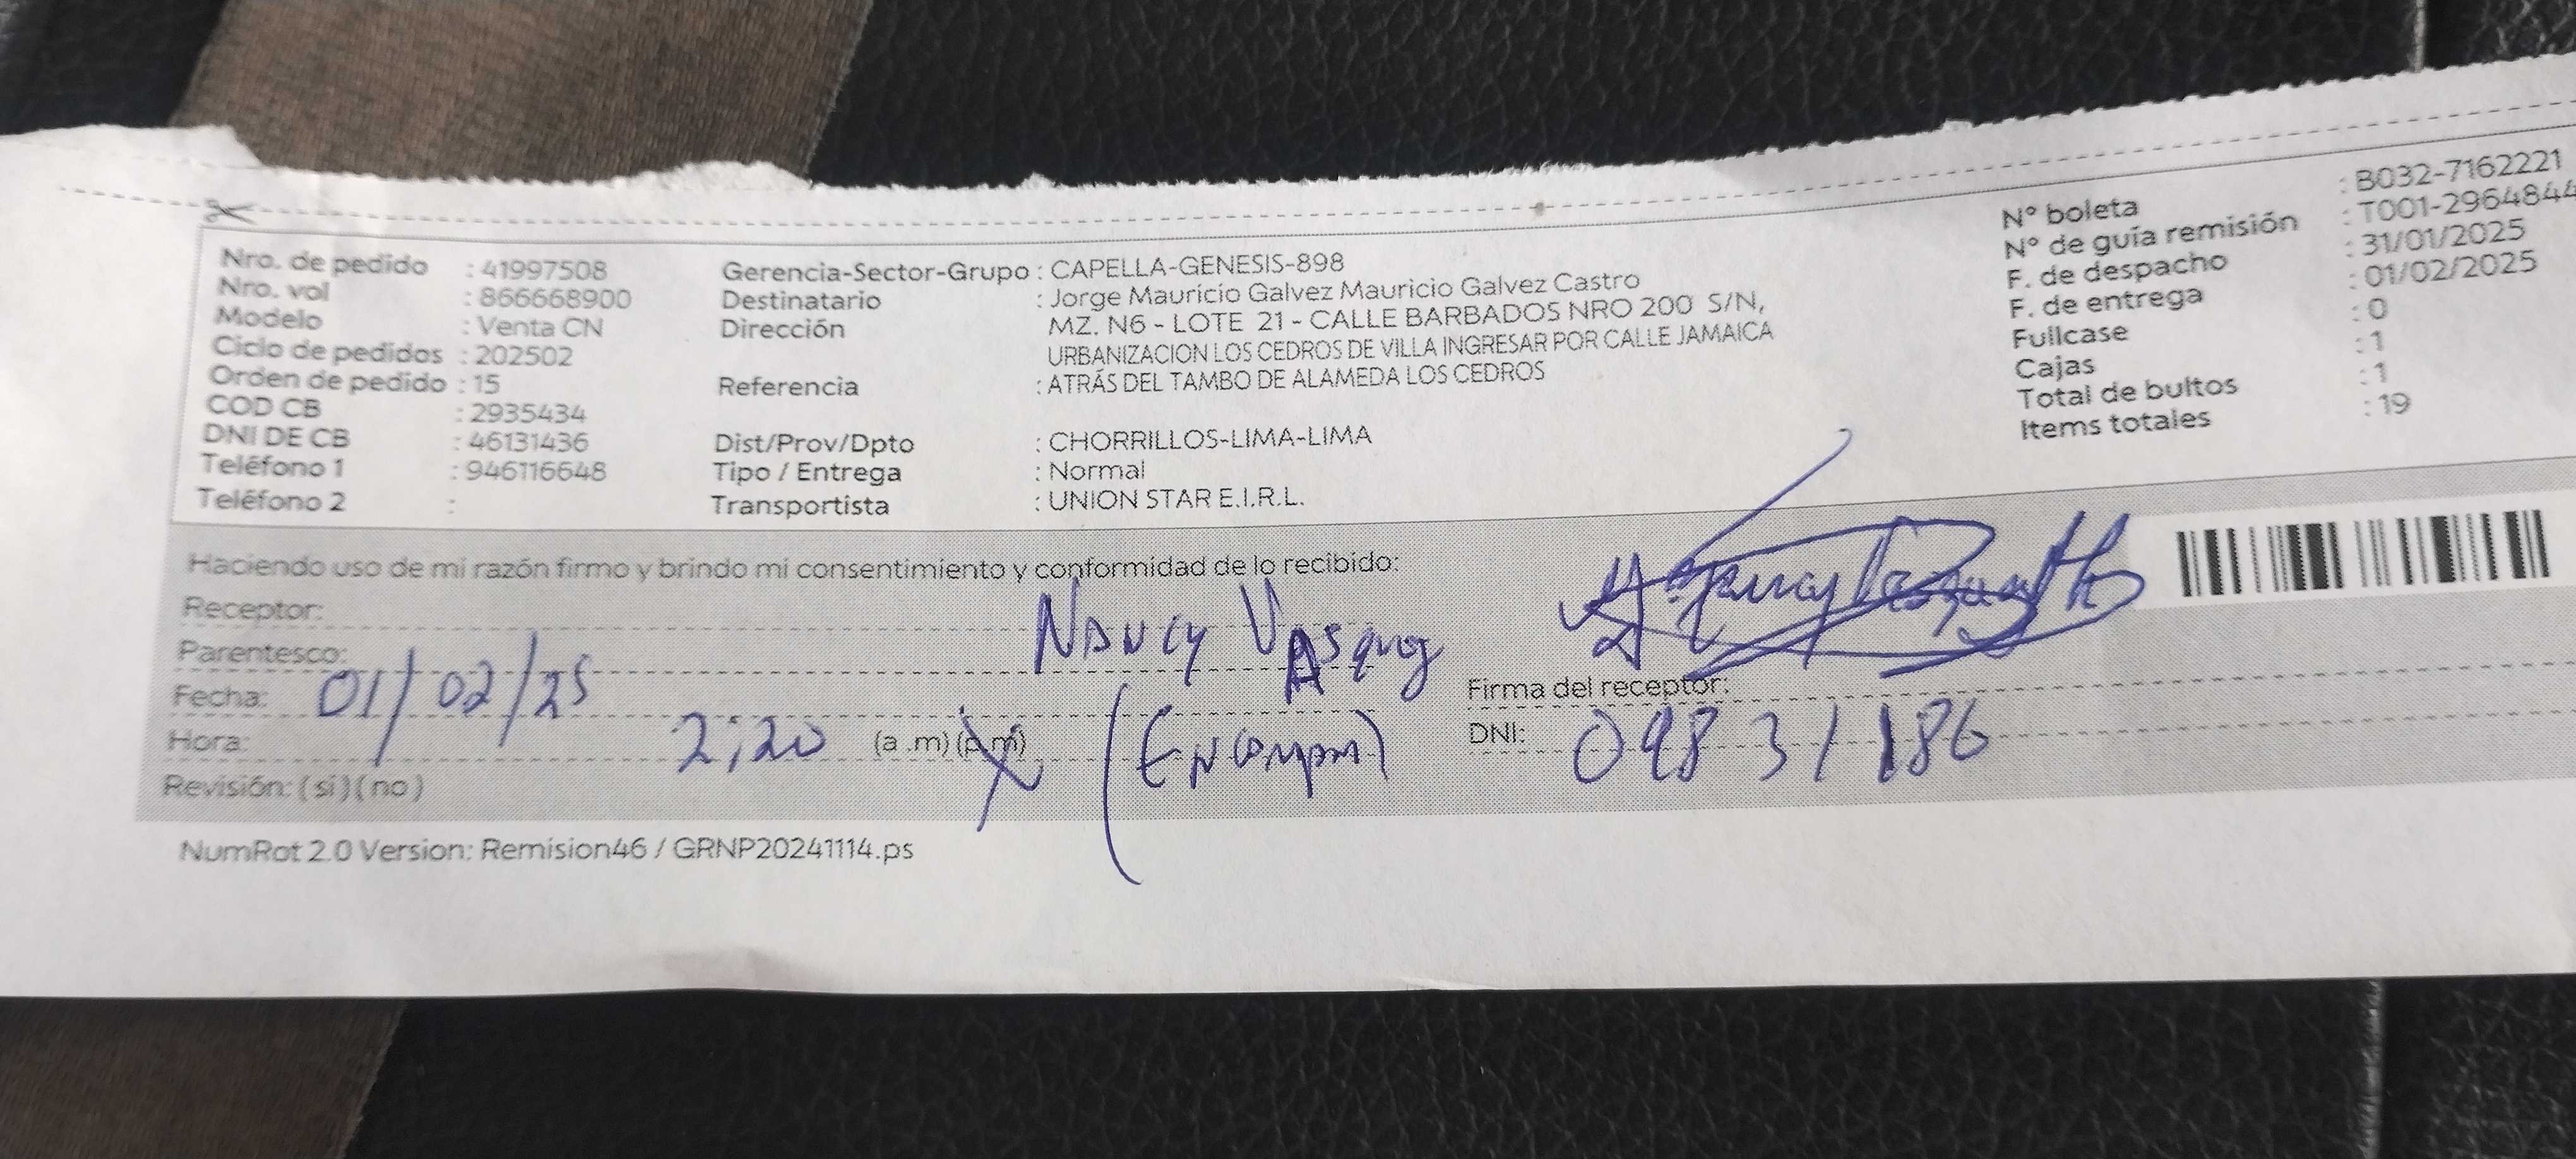 Nro. de pedido : 41997508
Nro. vol : 866668900
Modelo : Venta CN
Ciclo de pedidos : 202502
Orden de pedido : 15
COD CB : 2935434
DNI DE CB : 46131436
Teléfono 1 : 946116648
Teléfono 2 :
Gerencia-Sector-Grupo : CAPELLA-GENESIS-898
Destinatario : Jorge Mauricio Galvez Mauricio Galvez Castro
Dirección MZ. N6 - LOTE 21 - CALLE BARBADOS NRO 200 S/N,
URBANIZACION LOS CEDROS DE VILLA INGRESAR POR CALLE JAMAICA
Referencia : ATRÁS DEL TAMBO DE ALAMEDA LOS CEDROS
Dist/Prov/Dpto : CHORRILLOS-LIMA-LIMA
Tipo / Entrega : Normal
Transportista : UNION STAR E.I.R.L.
N° boleta : B032-7162221
N° de guía remisión : T001-2964844
F. de despacho : 31/01/2025
F. de entrega : 01/02/2025
Fullcase : 0
Cajas : 1
Total de bultos : 1
Items totales : 19
Haciendo uso de mi razón firmo y brindo mi consentimiento y conformidad de lo recibido:
Receptor: Nancy Vasquez
Parentesco:
Fecha: 01/02/25
Hora: 2:20 (a .m) (p.m)
Revisión: ( si ) ( no )
Firma del receptor:
DNI: 09831186
NumRot 2.0 Version: Remision46 / GRNP20241114.ps